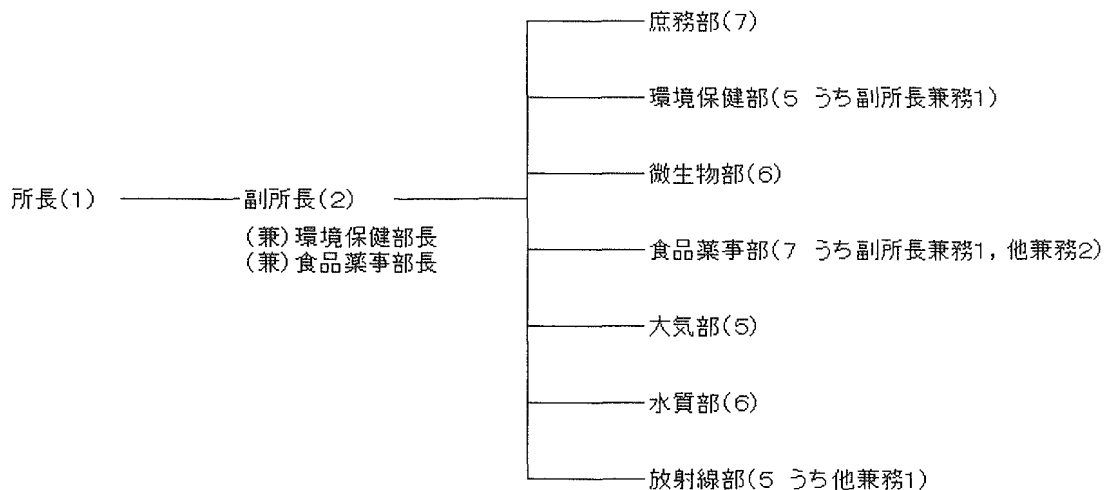 庶務部(7)
環境保健部(5 うち副所長兼務1)
微生物部(6)
所長(1)
副所長(2)
(兼)環境保健部長
(兼)食品薬事部長
食品薬事部(7 うち副所長兼務1，他兼務2)
大気部(5)
水質部(6)
放射線部(5 うち他兼務1)